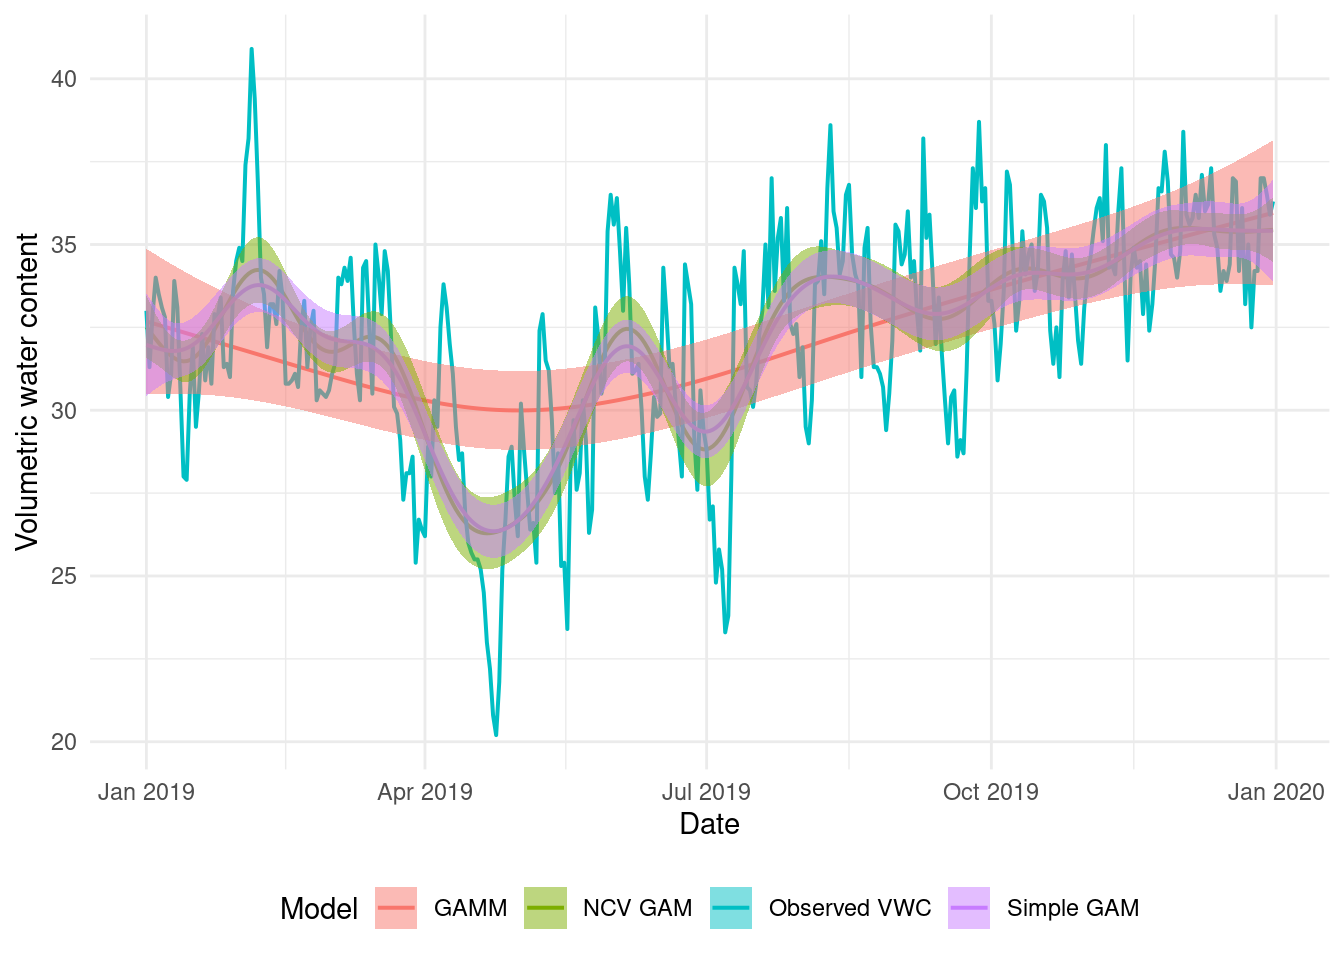 Volumetric water content
40
35
30
25
20
Jan 2019 Apr 2019 Jul 2019 Oct 2019 Jan 2020
Date
Model GAMM NCV GAM Observed VWC Simple GAM